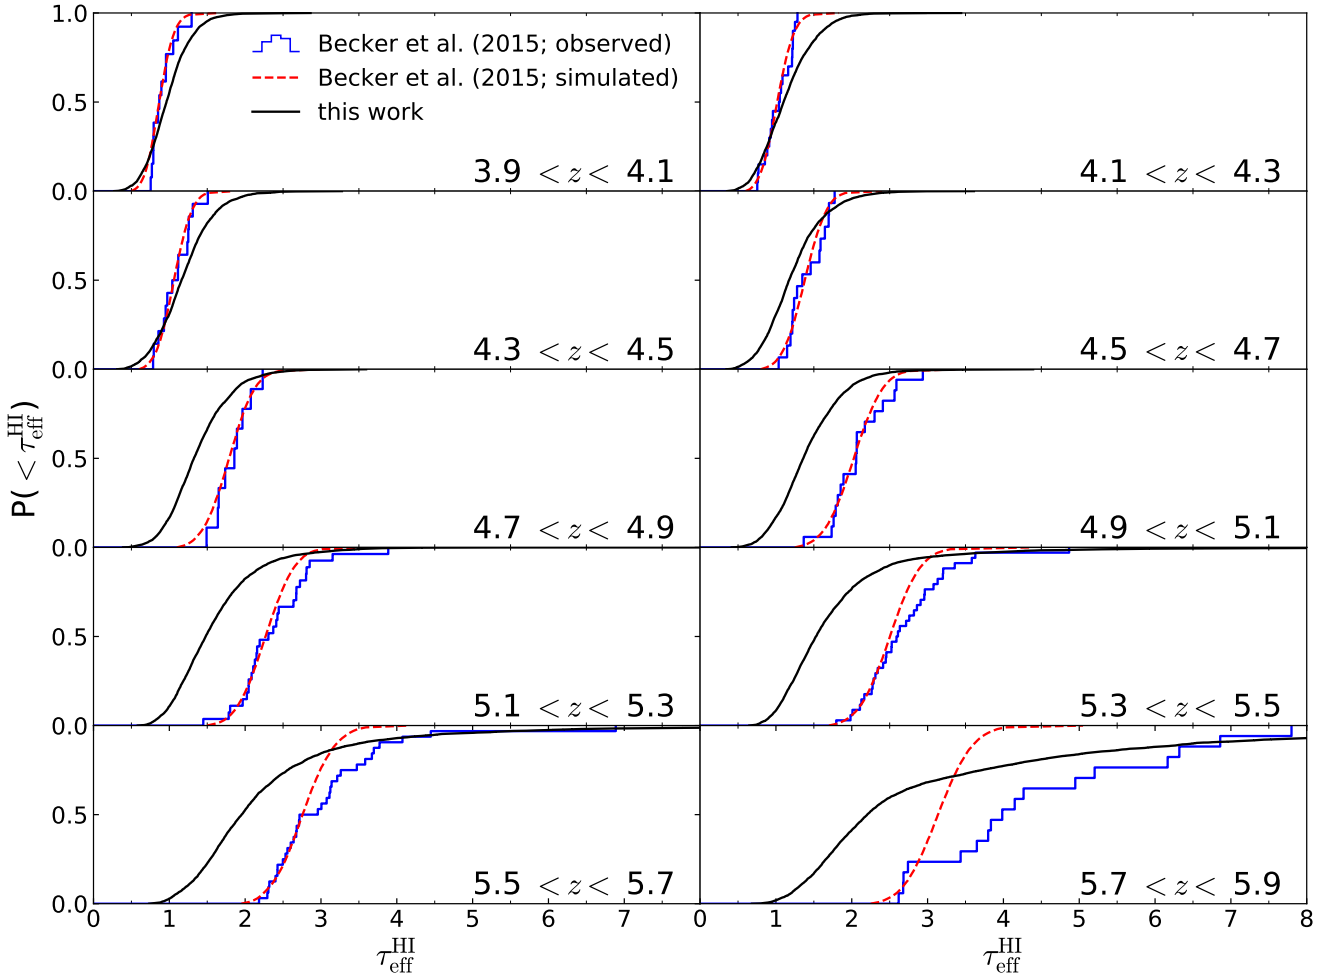 1.0
Becker et al. (2015; observed)
Becker et al. (2015; simulated)
this work
0.5
3.9 < z < 4.1
4.1 < z < 4.3
0.0
0.5
4.3 < z < 4.5
4.5 < z < 4.7
0.0
P( < τ_eff^HI)
0.5
4.7 < z < 4.9
4.9 < z < 5.1
0.0
0.5
5.1 < z < 5.3
5.3 < z < 5.5
0.0
0.5
5.5 < z < 5.7
5.7 < z < 5.9
0.0
0 1 2 3 4 5 6 7 0 1 2 3 4 5 6 7 8
τ_eff^HI
τ_eff^HI